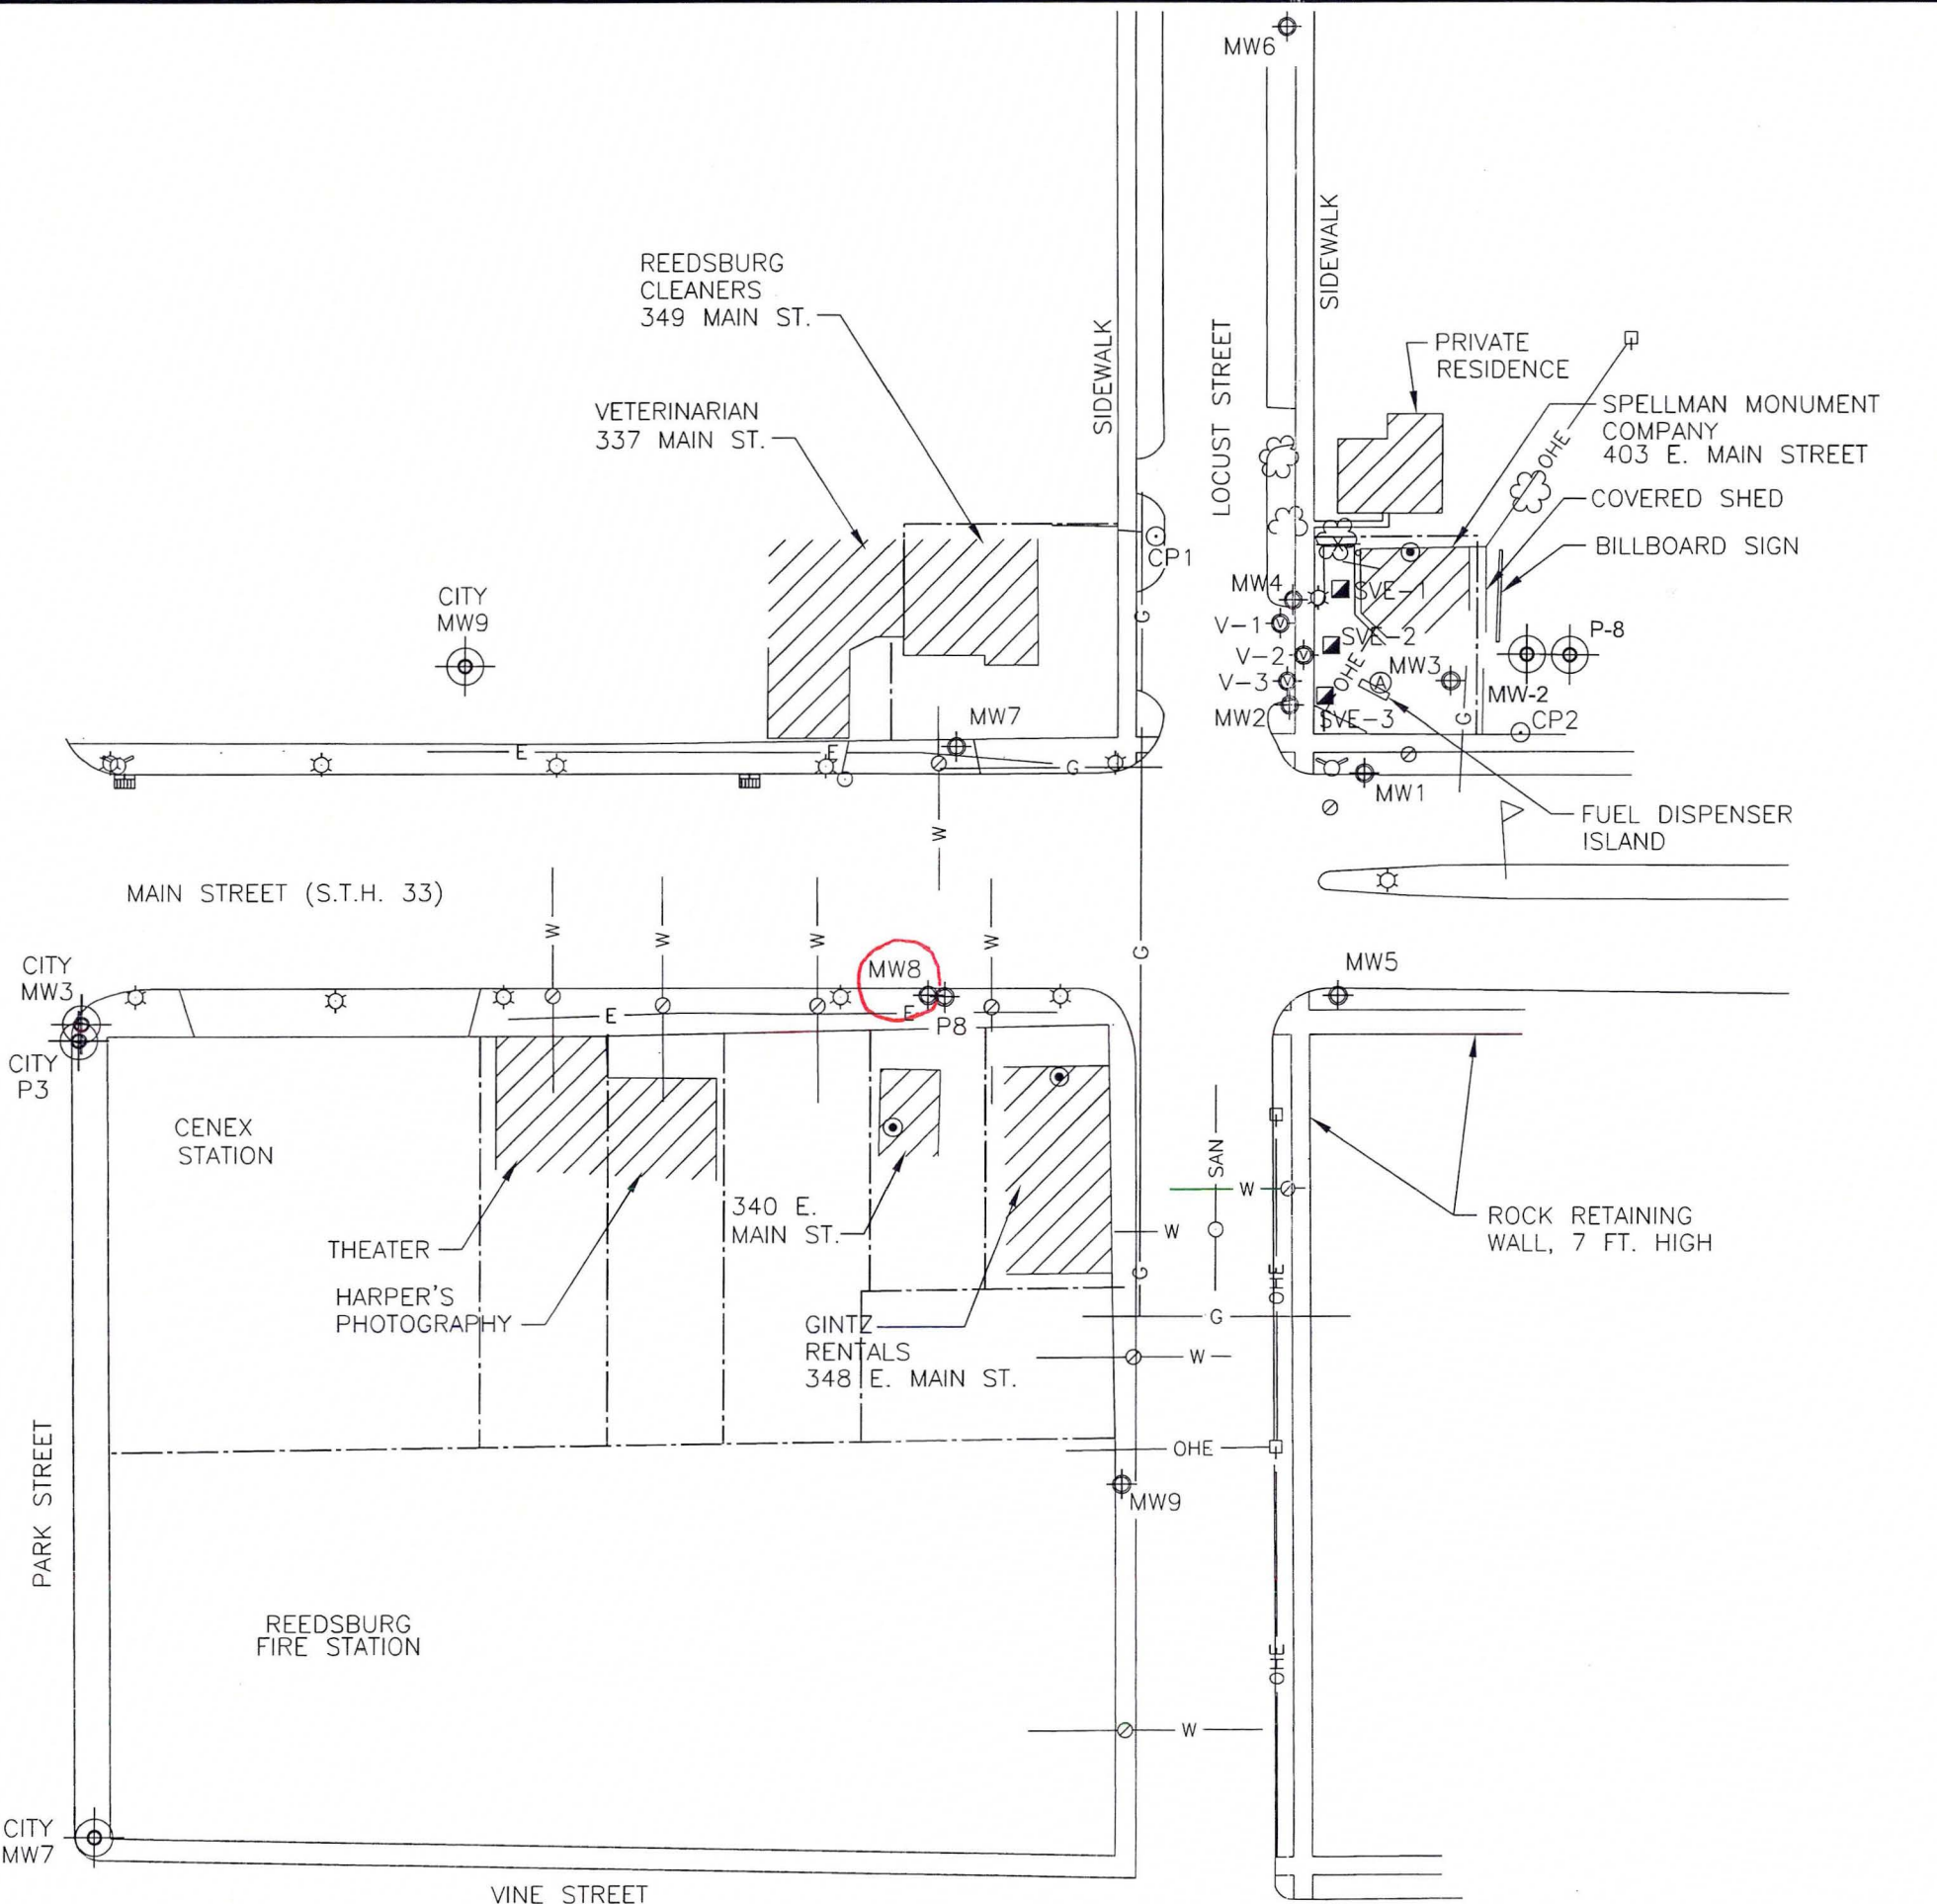 MW6
SIDEWALK
REEDSBURG
CLEANERS
349 MAIN ST.
SIDEWALK
LOCUST STREET
PRIVATE
RESIDENCE
VETERINARIAN
337 MAIN ST.
SPELLMAN MONUMENT
COMPANY
403 E. MAIN STREET
OHE
COVERED SHED
BILLBOARD SIGN
CP1
CITY
MW9
MW4
SVE-1
G
V-1
V
SVE-2
P-8
V-2
V
OHE
MW3
V-3
V
A
MW-2
MW2
SVE-3
G
CP2
MW7
E
E
G
MW1
FUEL DISPENSER
ISLAND
W
MAIN STREET (S.T.H. 33)
W
W
W
W
G
CITY
MW3
MW8
MW5
E
E
P8
CITY
P3
CENEX
STATION
SAN
W
340 E.
MAIN ST.
W
ROCK RETAINING
WALL, 7 FT. HIGH
THEATER
G
OHE
HARPER'S
PHOTOGRAPHY
GINTZ
RENTALS
348 E. MAIN ST.
G
W
PARK STREET
OHE
MW9
REEDSBURG
FIRE STATION
OHE
W
CITY
MW7
VINE STREET